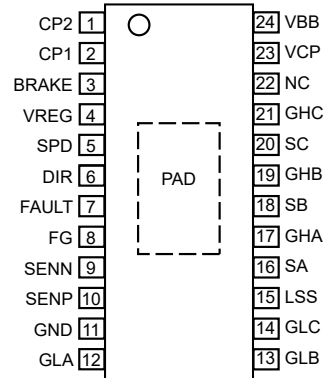 CP2 1
CP1 2
BRAKE 3
VREG 4
SPD 5
DIR 6
FAULT 7
FG 8
SENN 9
SENP 10
GND 11
GLA 12
PAD
24 VBB
23 VCP
22 NC
21 GHC
20 SC
19 GHB
18 SB
17 GHA
16 SA
15 LSS
14 GLC
13 GLB